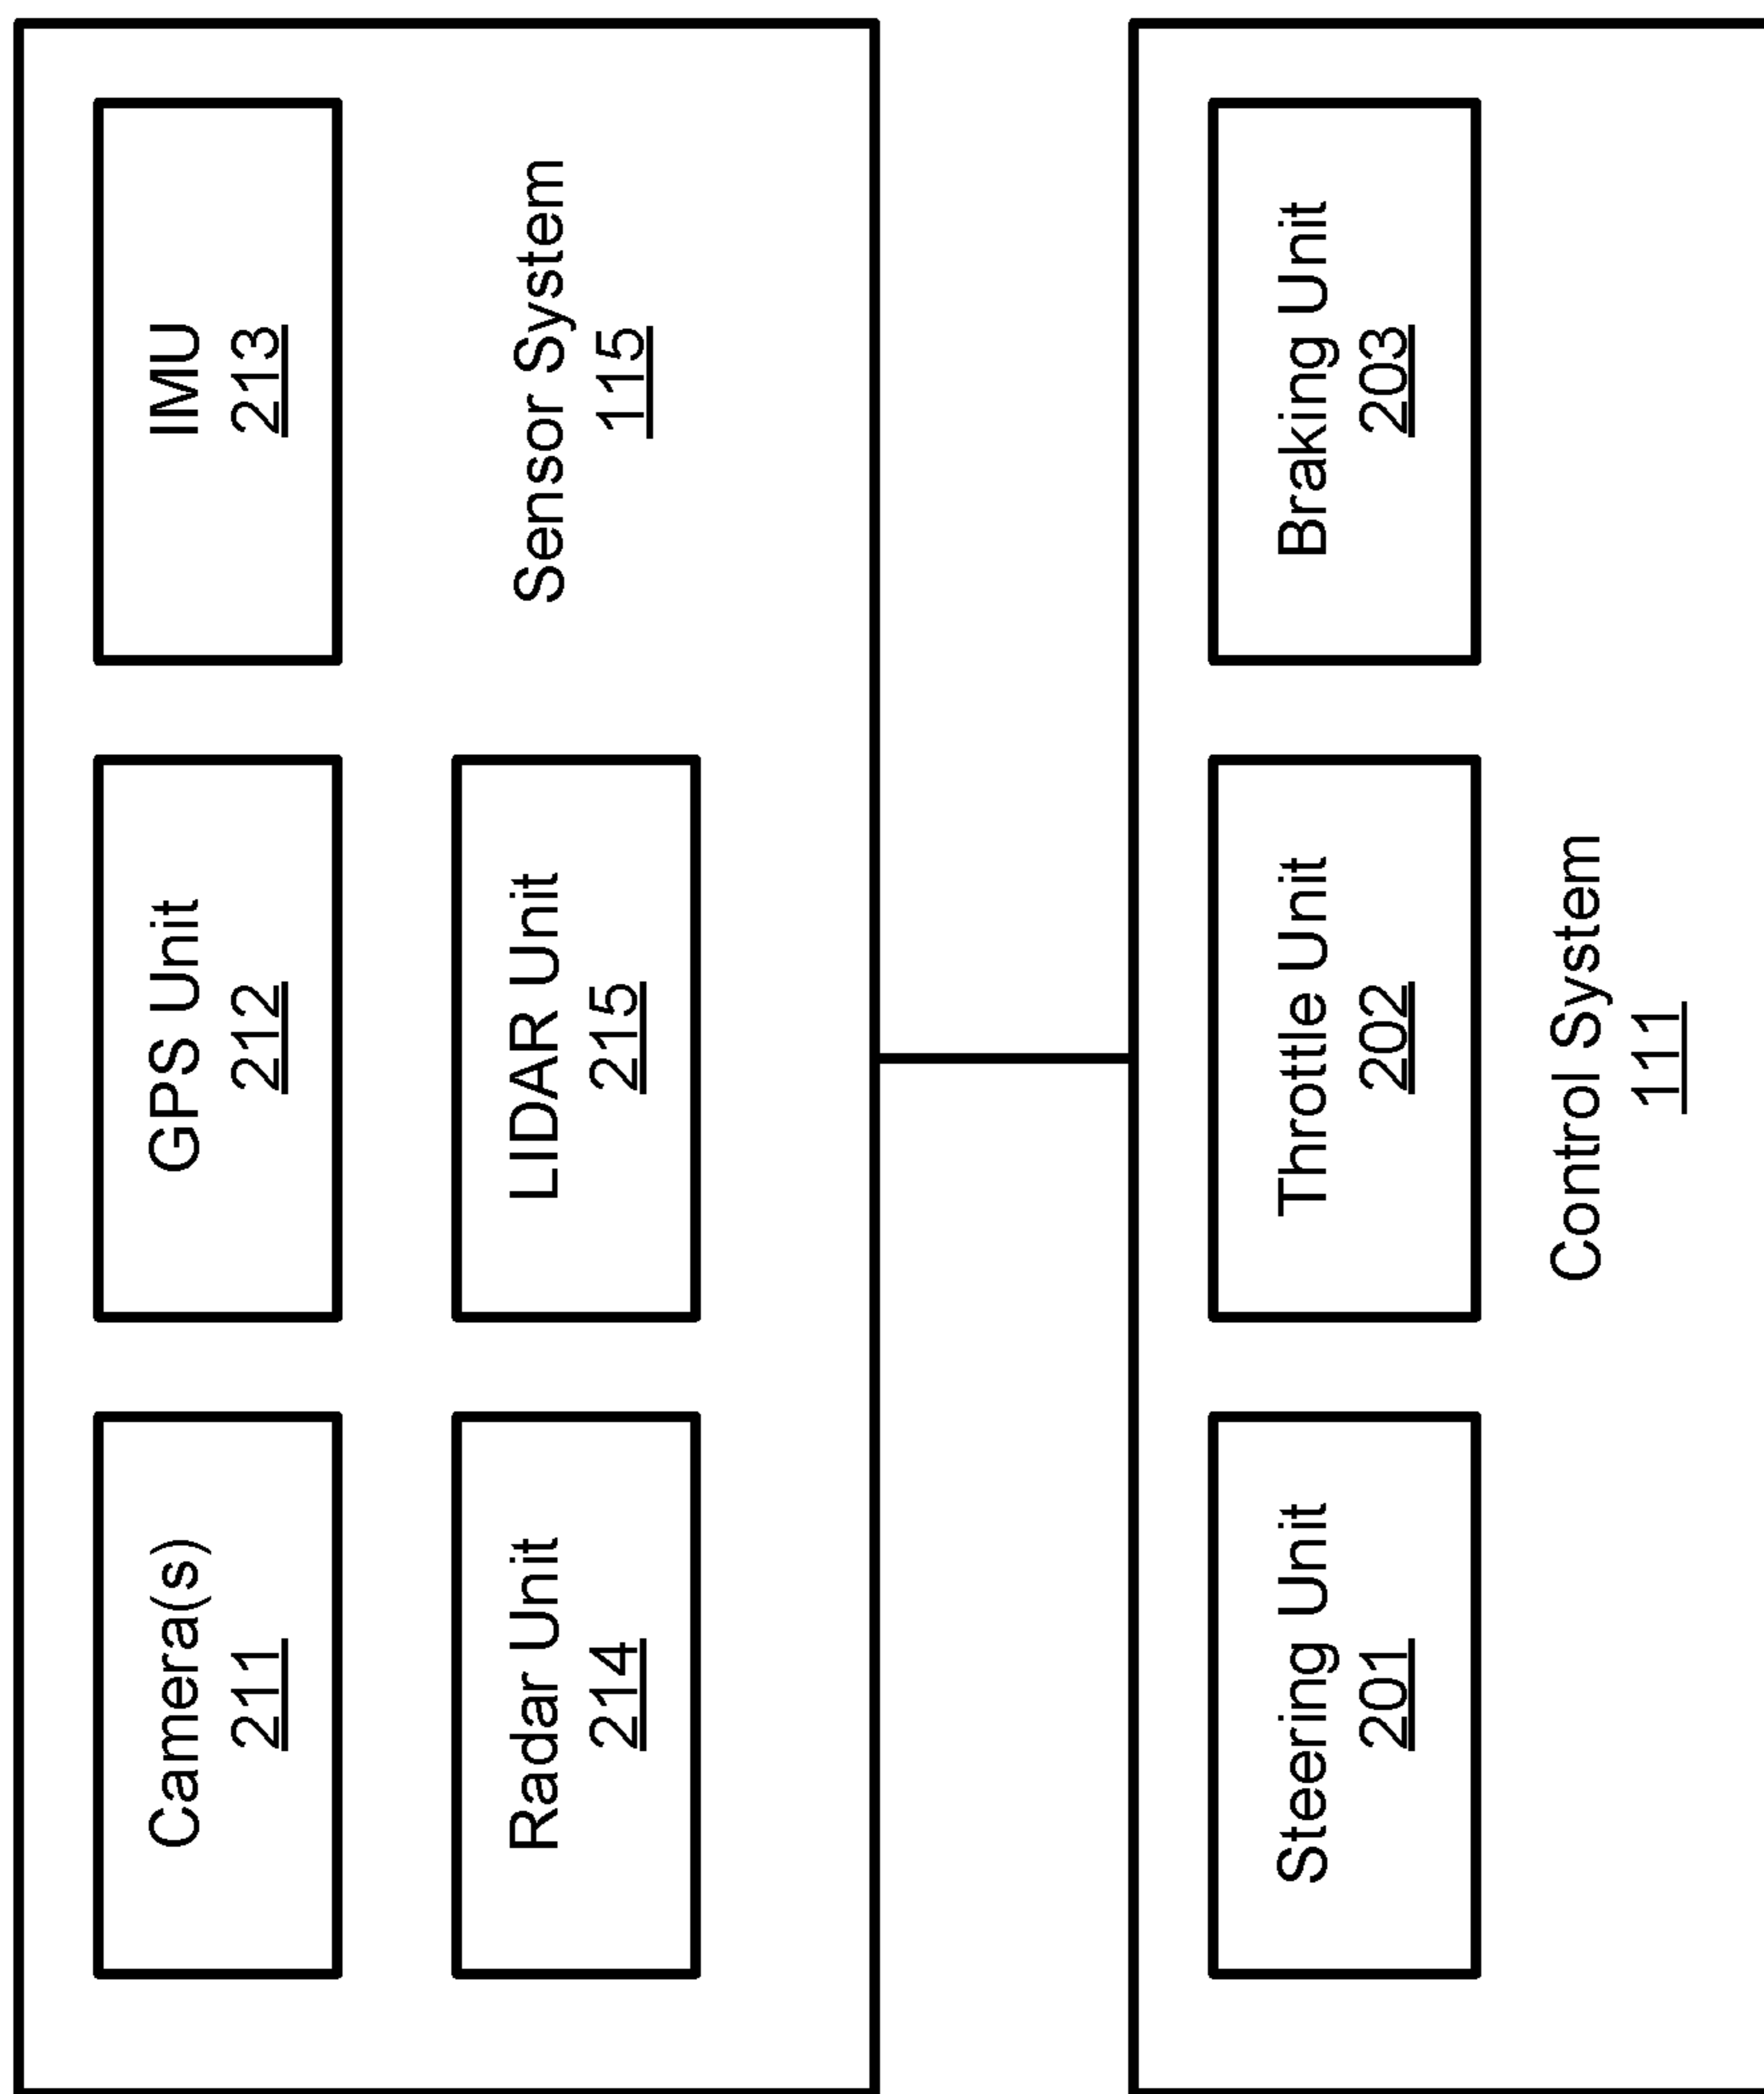 Camera(s)
211
GPS Unit
212
IMU
213
Radar Unit
214
LIDAR Unit
215
Sensor System
115
Steering Unit
201
Throttle Unit
202
Braking Unit
203
Control System
111